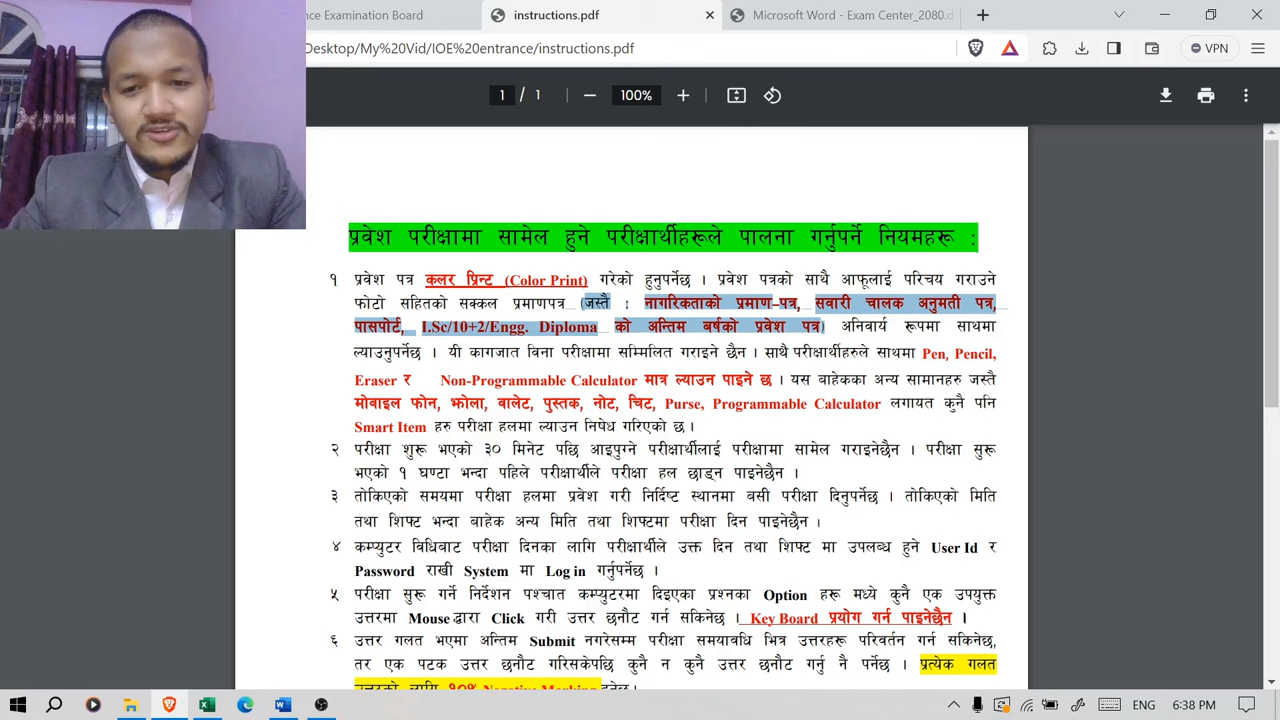 nce Examination Board
instructions.pdf
Microsoft Word - Exam Center_2080.d
Desktop/My%20Vid/IOE%20entrance/instructions.pdf
VPN
1 / 1
100%
प्रवेश परीक्षामा सामेल हुने परीक्षार्थीहरूले पालना गर्नुपर्ने नियमहरू :
१ प्रवेश पत्र कलर प्रिन्ट (Color Print) गरेको हुनुपर्नेछ । प्रवेश पत्रको साथै आफूलाई परिचय गराउने
फोटो सहितको सक्कल प्रमाणपत्र (जस्तै : नागरिकताको प्रमाण–पत्र, सवारी चालक अनुमती पत्र,
पासपोर्ट, I.Sc/10+2/Engg. Diploma को अन्तिम बर्षको प्रवेश पत्र) अनिवार्य रूपमा साथमा
ल्याउनुपर्नेछ । यी कागजात विना परीक्षामा सम्मिलित गराइने छैन । साथै परीक्षार्थीहरुले साथमा Pen, Pencil,
Eraser र Non-Programmable Calculator मात्र ल्याउन पाइने छ । यस बाहेकका अन्य सामानहरु जस्तै
मोवाइल फोन, झोला, वालेट, पुस्तक, नोट, चिट, Purse, Programmable Calculator लगायत कुनै पनि
Smart Item हरु परीक्षा हलमा ल्याउन निषेध गरिएको छ ।
२ परीक्षा शुरू भएको ३० मिनेट पछि आइपुग्ने परीक्षार्थीलाई परीक्षामा सामेल गराइनेछैन । परीक्षा सुरू
भएको १ घण्टा भन्दा पहिले परीक्षार्थीले परीक्षा हल छाड्न पाइनेछैन ।
३ तोकिएको समयमा परीक्षा हलमा प्रवेश गरी निर्दिष्ट स्थानमा बसी परीक्षा दिनुपर्नेछ । तोकिएको मिति
तथा शिफ्ट भन्दा बाहेक अन्य मिति तथा शिफ्टमा परीक्षा दिन पाइनेछैन ।
४ कम्प्युटर विधिबाट परीक्षा दिनका लागि परीक्षार्थीले उक्त दिन तथा शिफ्ट मा उपलब्ध हुने User Id र
Password राखी System मा Log in गर्नुपर्नेछ ।
५ परीक्षा सुरू गर्ने निर्देशन पश्चात कम्प्युटरमा दिइएका प्रश्नका Option हरू मध्ये कुनै एक उपयुक्त
उत्तरमा Mouse द्वारा Click गरी उत्तर छनौट गर्न सकिनेछ । Key Board प्रयोग गर्न पाइनेछैन ।
६ उत्तर गलत भएमा अन्तिम Submit नगरेसम्म परीक्षा समयावधि भित्र उत्तरहरू परिवर्तन गर्न सकिनेछ,
तर एक पटक उत्तर छनौट गरिसकेपछि कुनै न कुनै उत्तर छनौट गर्नु नै पर्नेछ । प्रत्येक गलत
उत्तरको लागि १०% Negative Marking हुनेछ ।
ENG
6:38 PM